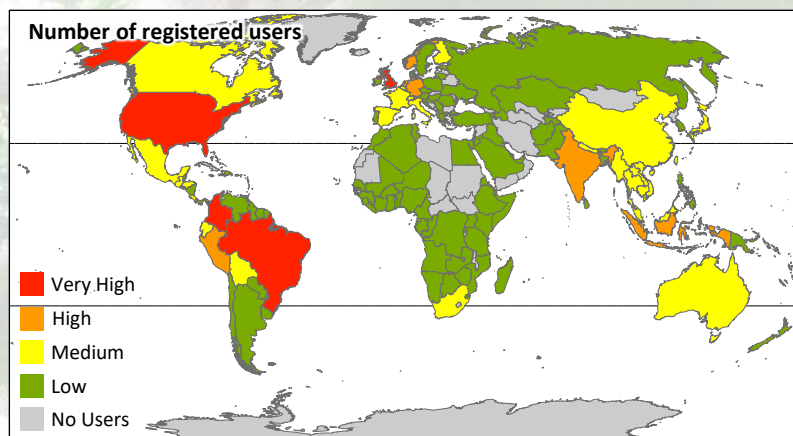 Number of registered users
Very High
High
Medium
Low
No Users